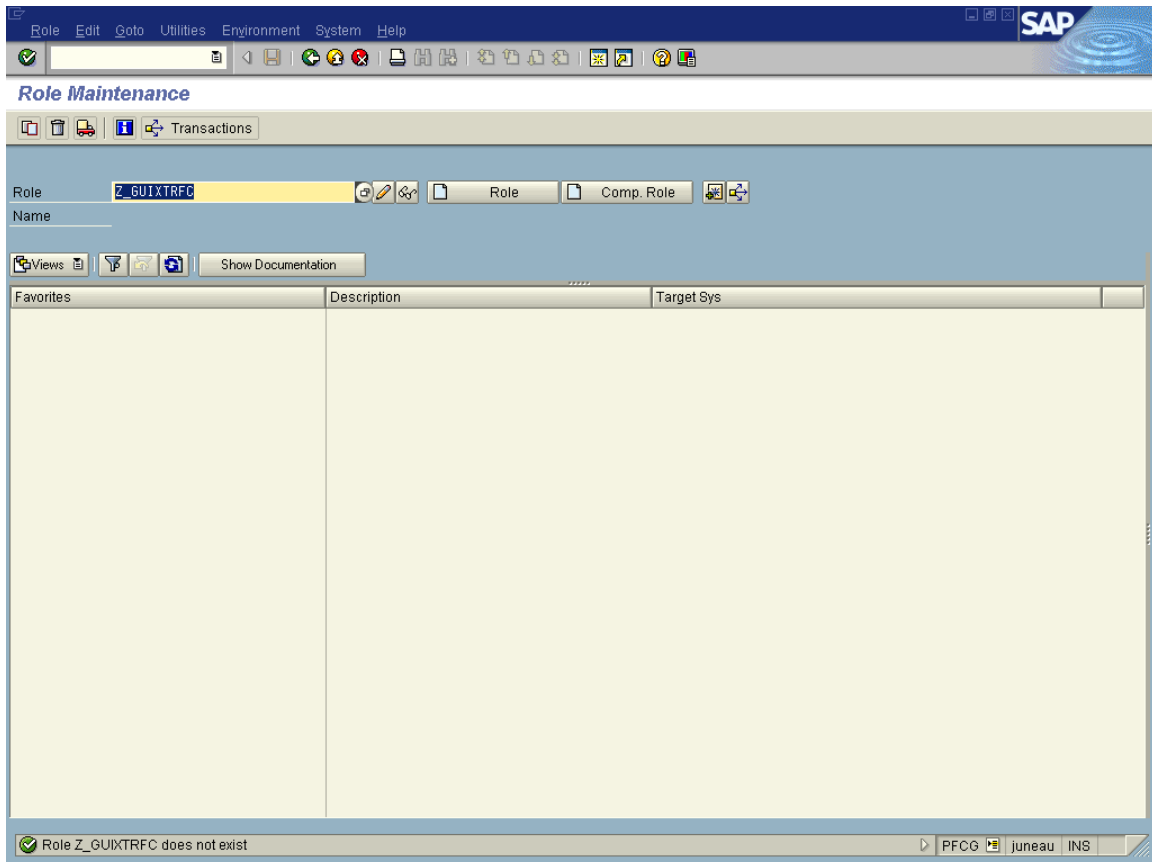 Role Edit Goto Utilities Environment System Help
SAP
Role Maintenance
Transactions
Role Z_GUIXTRFC Role Comp. Role
Name
Views Show Documentation
Favorites Description Target Sys
Role Z_GUIXTRFC does not exist PFCG juneau INS